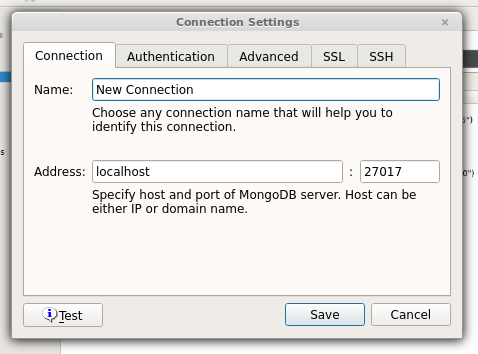 Connection Settings
Connection Authentication Advanced SSL SSH
Name: New Connection
Choose any connection name that will help you to
identify this connection.
Address: localhost : 27017
Specify host and port of MongoDB server. Host can be
either IP or domain name.
Test Save Cancel